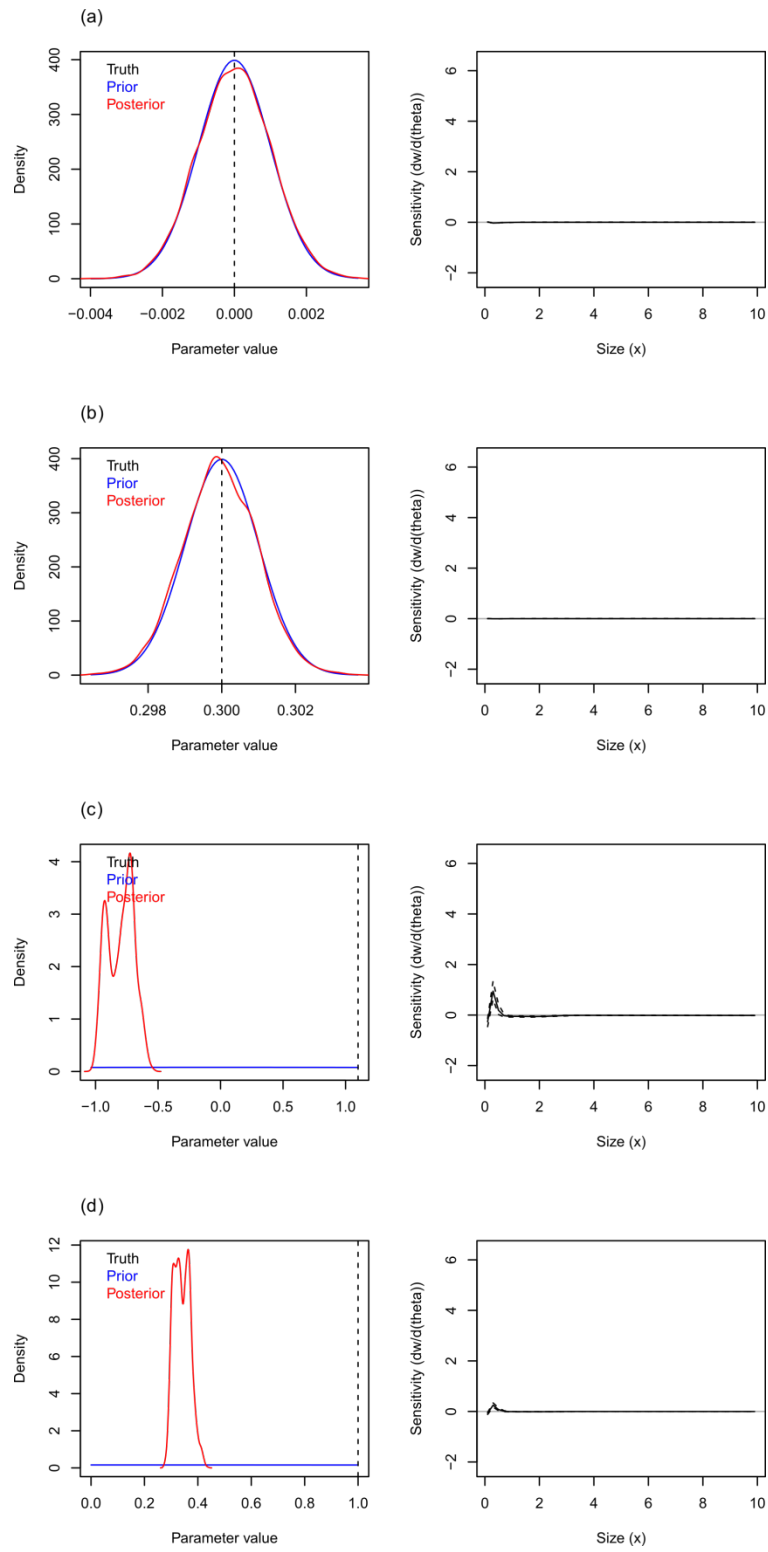 (a)
Truth
Prior
Posterior
Density
0
100
200
300
400
−0.004
−0.002
0.000
0.002
Parameter value
Sensitivity (dw/d(theta))
−2
0
2
4
6
0
2
4
6
8
10
Size (x)
(b)
Truth
Prior
Posterior
Density
0
100
200
300
400
0.298
0.300
0.302
Parameter value
Sensitivity (dw/d(theta))
−2
0
2
4
6
0
2
4
6
8
10
Size (x)
(c)
Truth
Prior
Posterior
Density
0
1
2
3
4
−1.0
−0.5
0.0
0.5
1.0
Parameter value
Sensitivity (dw/d(theta))
−2
0
2
4
6
0
2
4
6
8
10
Size (x)
(d)
Truth
Prior
Posterior
Density
0
2
4
6
8
10
12
0.0
0.2
0.4
0.6
0.8
1.0
Parameter value
Sensitivity (dw/d(theta))
−2
0
2
4
6
0
2
4
6
8
10
Size (x)